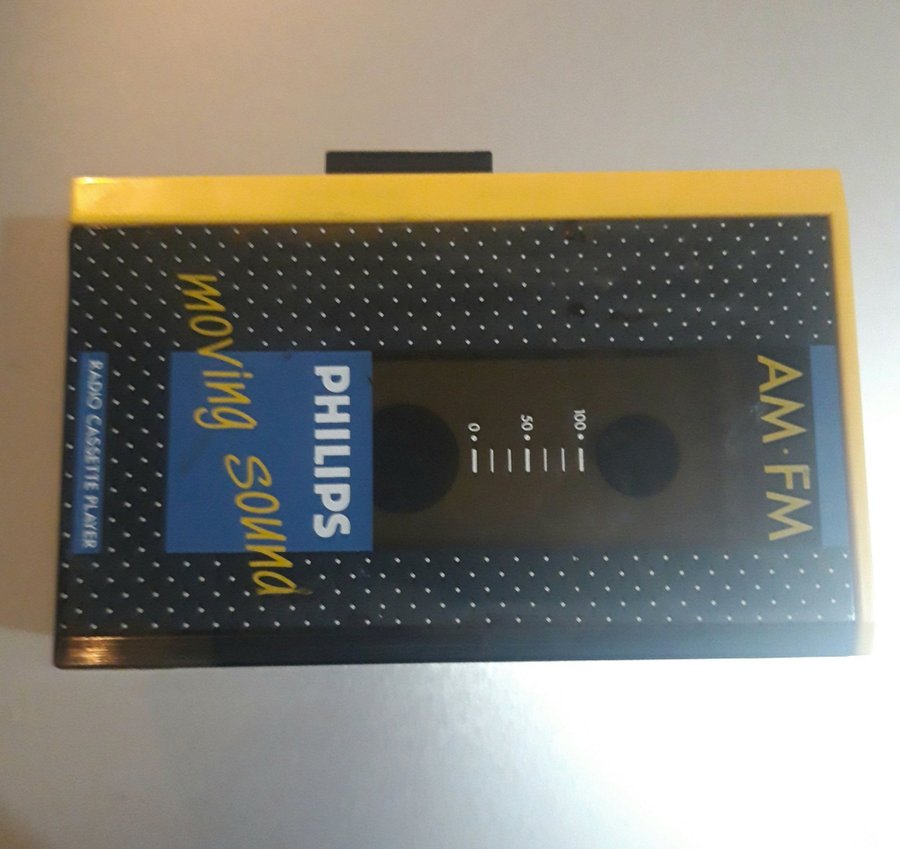 AM·FM
100
50
0
PHILIPS
moving sound
RADIO CASSETTE PLAYER